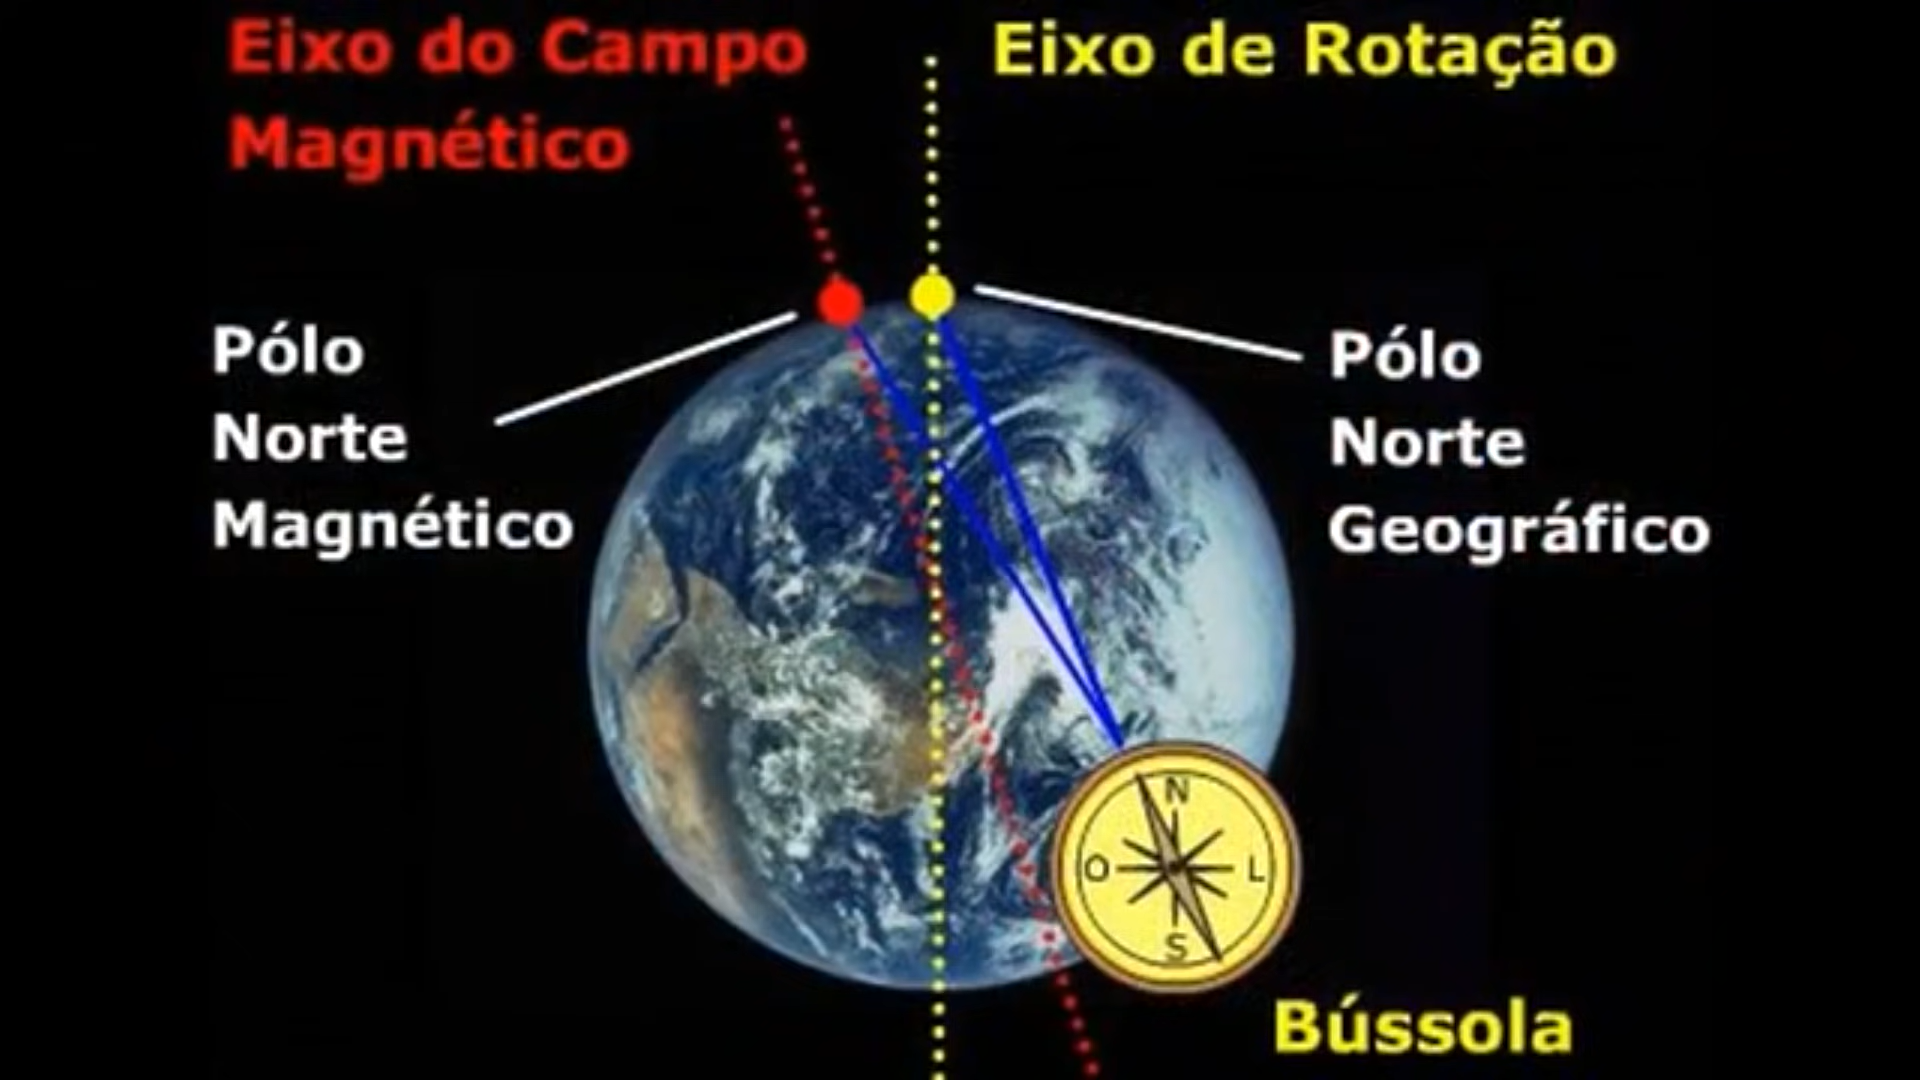 Eixo do Campo
Magnético
Eixo de Rotação
Pólo
Norte
Magnético
Pólo
Norte
Geográfico
N
O
L
S
Bússola